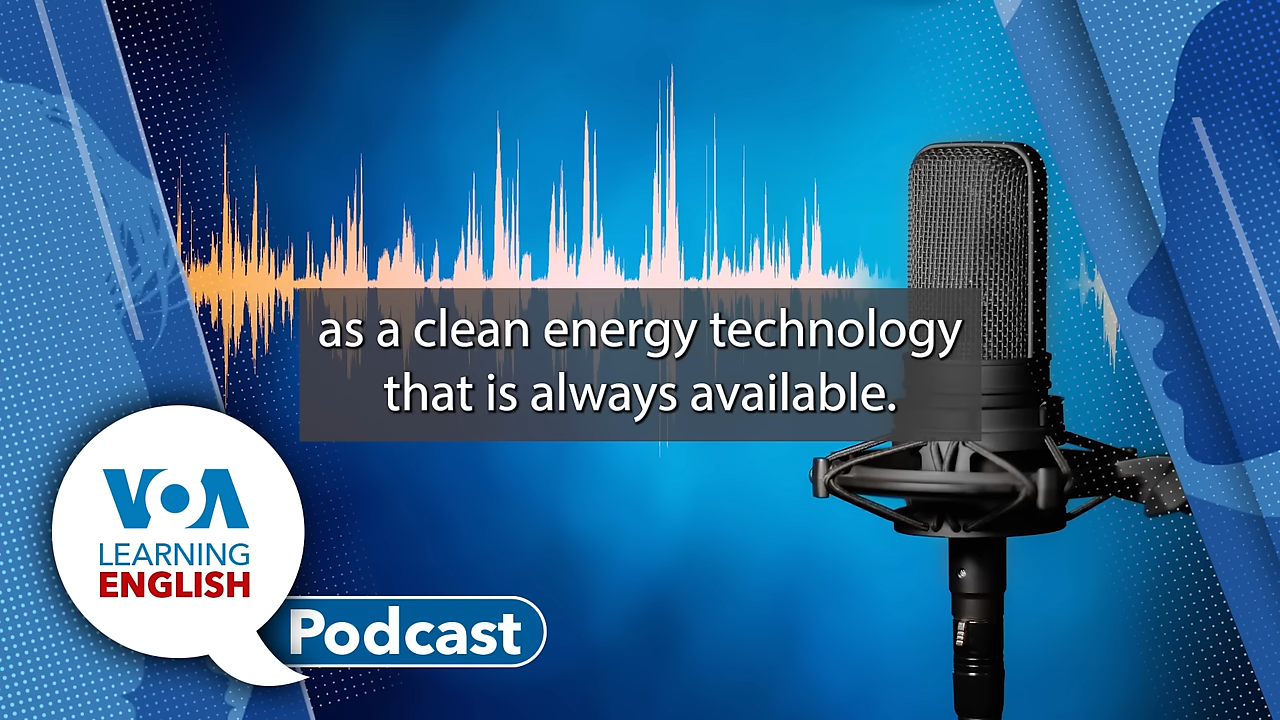 as a clean energy technology
that is always available.
VOA
LEARNING
ENGLISH
Podcast